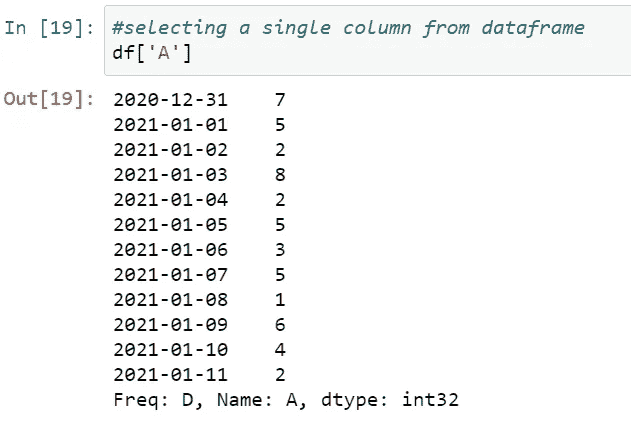 In [19]: #selecting a single column from dataframe
df['A']
Out[19]: 2020-12-31    7
2021-01-01    5
2021-01-02    2
2021-01-03    8
2021-01-04    2
2021-01-05    5
2021-01-06    3
2021-01-07    5
2021-01-08    1
2021-01-09    6
2021-01-10    4
2021-01-11    2
Freq: D, Name: A, dtype: int32